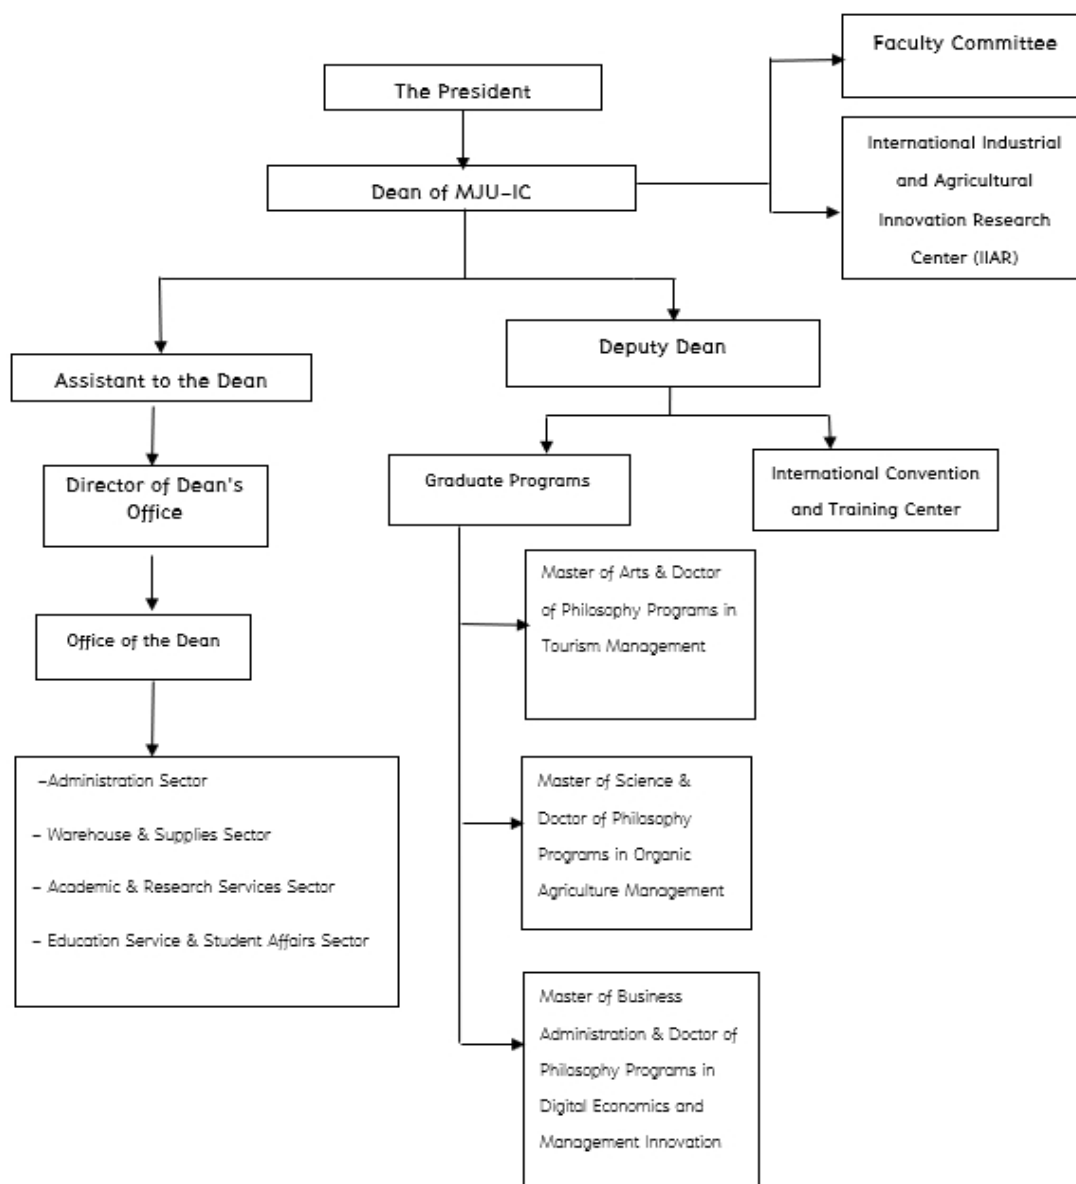 The President
Dean of MJU-IC
Faculty Committee
International Industrial
and Agricultural
Innovation Research
Center (IIAR)
Assistant to the Dean
Director of Dean's
Office
Office of the Dean
-Administration Sector
- Warehouse & Supplies Sector
- Academic & Research Services Sector
- Education Service & Student Affairs Sector
Deputy Dean
Graduate Programs
International Convention
and Training Center
Master of Arts & Doctor
of Philosophy Programs in
Tourism Management
Master of Science &
Doctor of Philosophy
Programs in Organic
Agriculture Management
Master of Business
Administration & Doctor of
Philosophy Programs in
Digital Economics and
Management Innovation